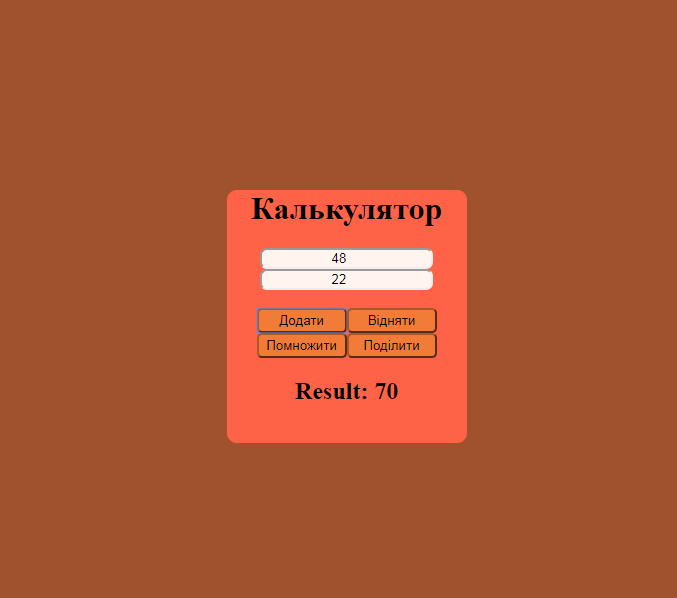 Калькулятор
48
22
Додати Відняти
Помножити Поділити
Result: 70